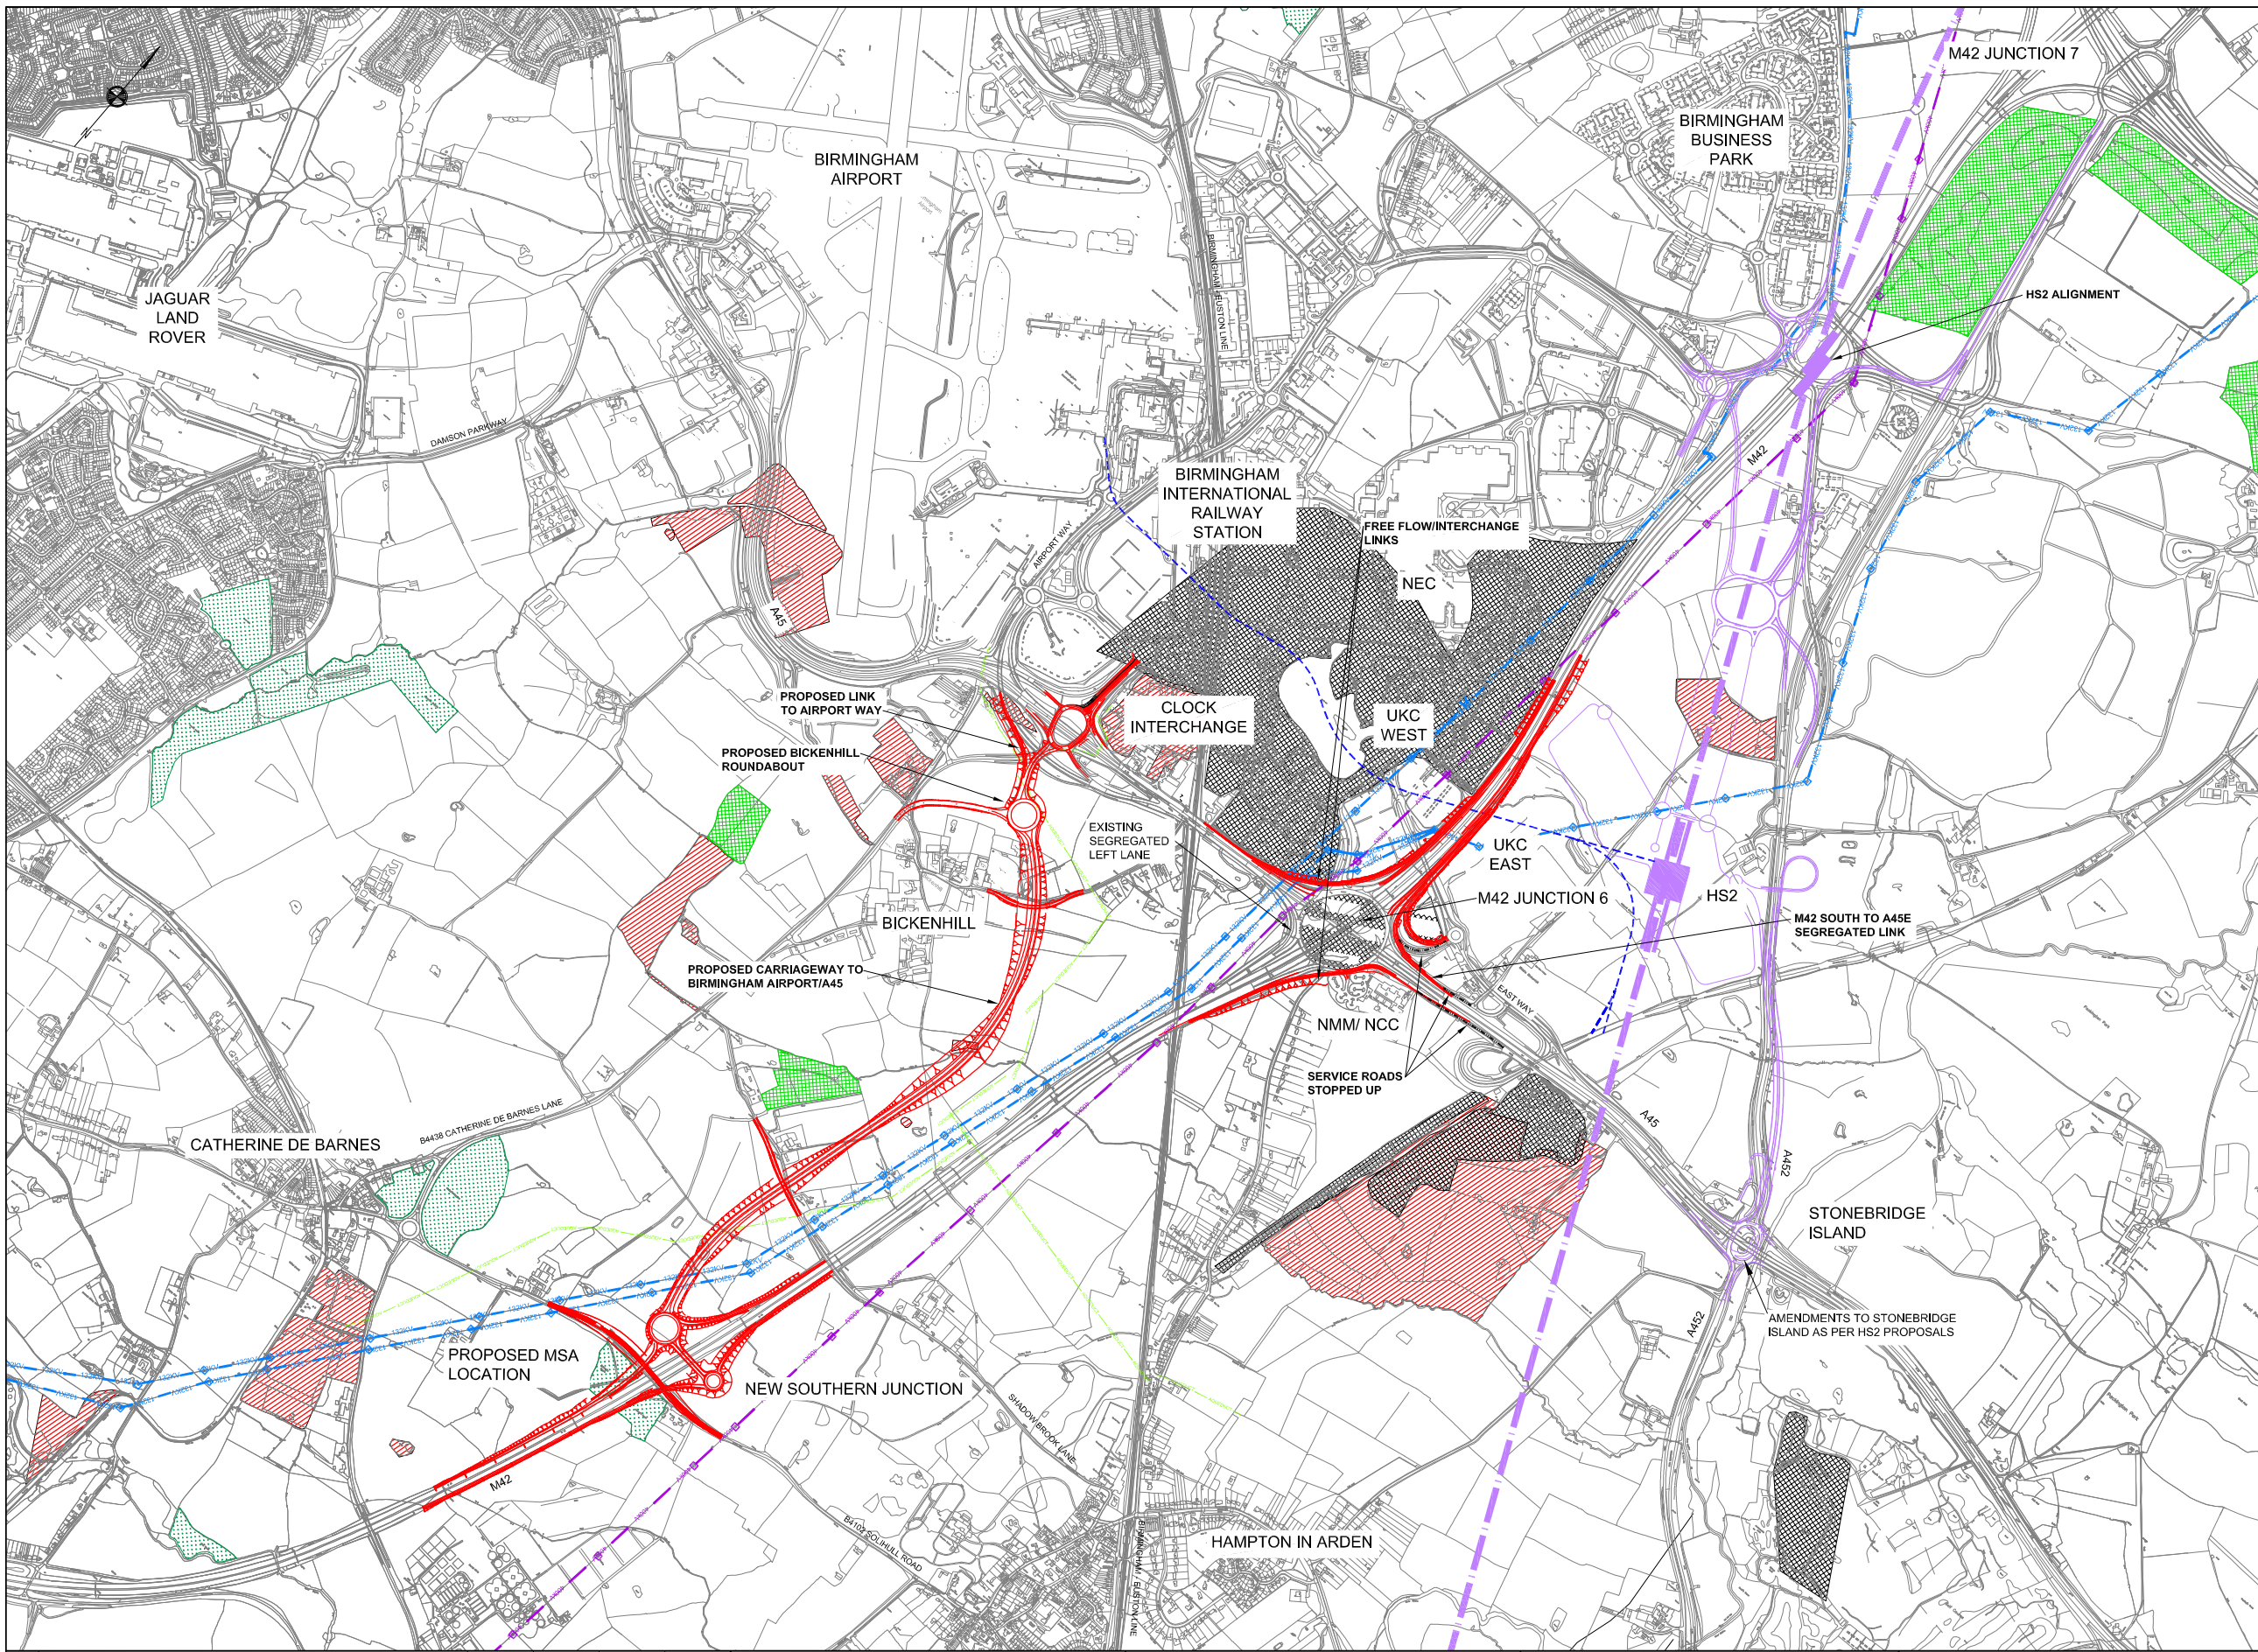 M42 JUNCTION 7
BIRMINGHAM
BUSINESS
PARK
BIRMINGHAM
AIRPORT
N
JAGUAR
LAND
ROVER
HS2 ALIGNMENT
BIRMINGHAM / EUSTON LINE
DAMSON PARKWAY
M42
BIRMINGHAM
INTERNATIONAL
RAILWAY
STATION
FREE FLOW/INTERCHANGE
LINKS
AIRPORT WAY
NEC
A45
PROPOSED LINK
TO AIRPORT WAY
CLOCK
INTERCHANGE
UKC
WEST
PROPOSED BICKENHILL
ROUNDABOUT
EXISTING
SEGREGATED
LEFT LANE
UKC
EAST
M42 JUNCTION 6
HS2
BICKENHILL
M42 SOUTH TO A45E
SEGREGATED LINK
PROPOSED CARRIAGEWAY TO
BIRMINGHAM AIRPORT/A45
EAST WAY
NMM/ NCC
SERVICE ROADS
STOPPED UP
A45
B4438 CATHERINE DE BARNES LANE
CATHERINE DE BARNES
A452
STONEBRIDGE
ISLAND
132KV
A452
AMENDMENTS TO STONEBRIDGE
ISLAND AS PER HS2 PROPOSALS
PROPOSED MSA
LOCATION
NEW SOUTHERN JUNCTION
SHADOW BROOK LANE
M42
B4102 SOLIHULL ROAD
HAMPTON IN ARDEN
BIRMINGHAM / EUSTON LINE